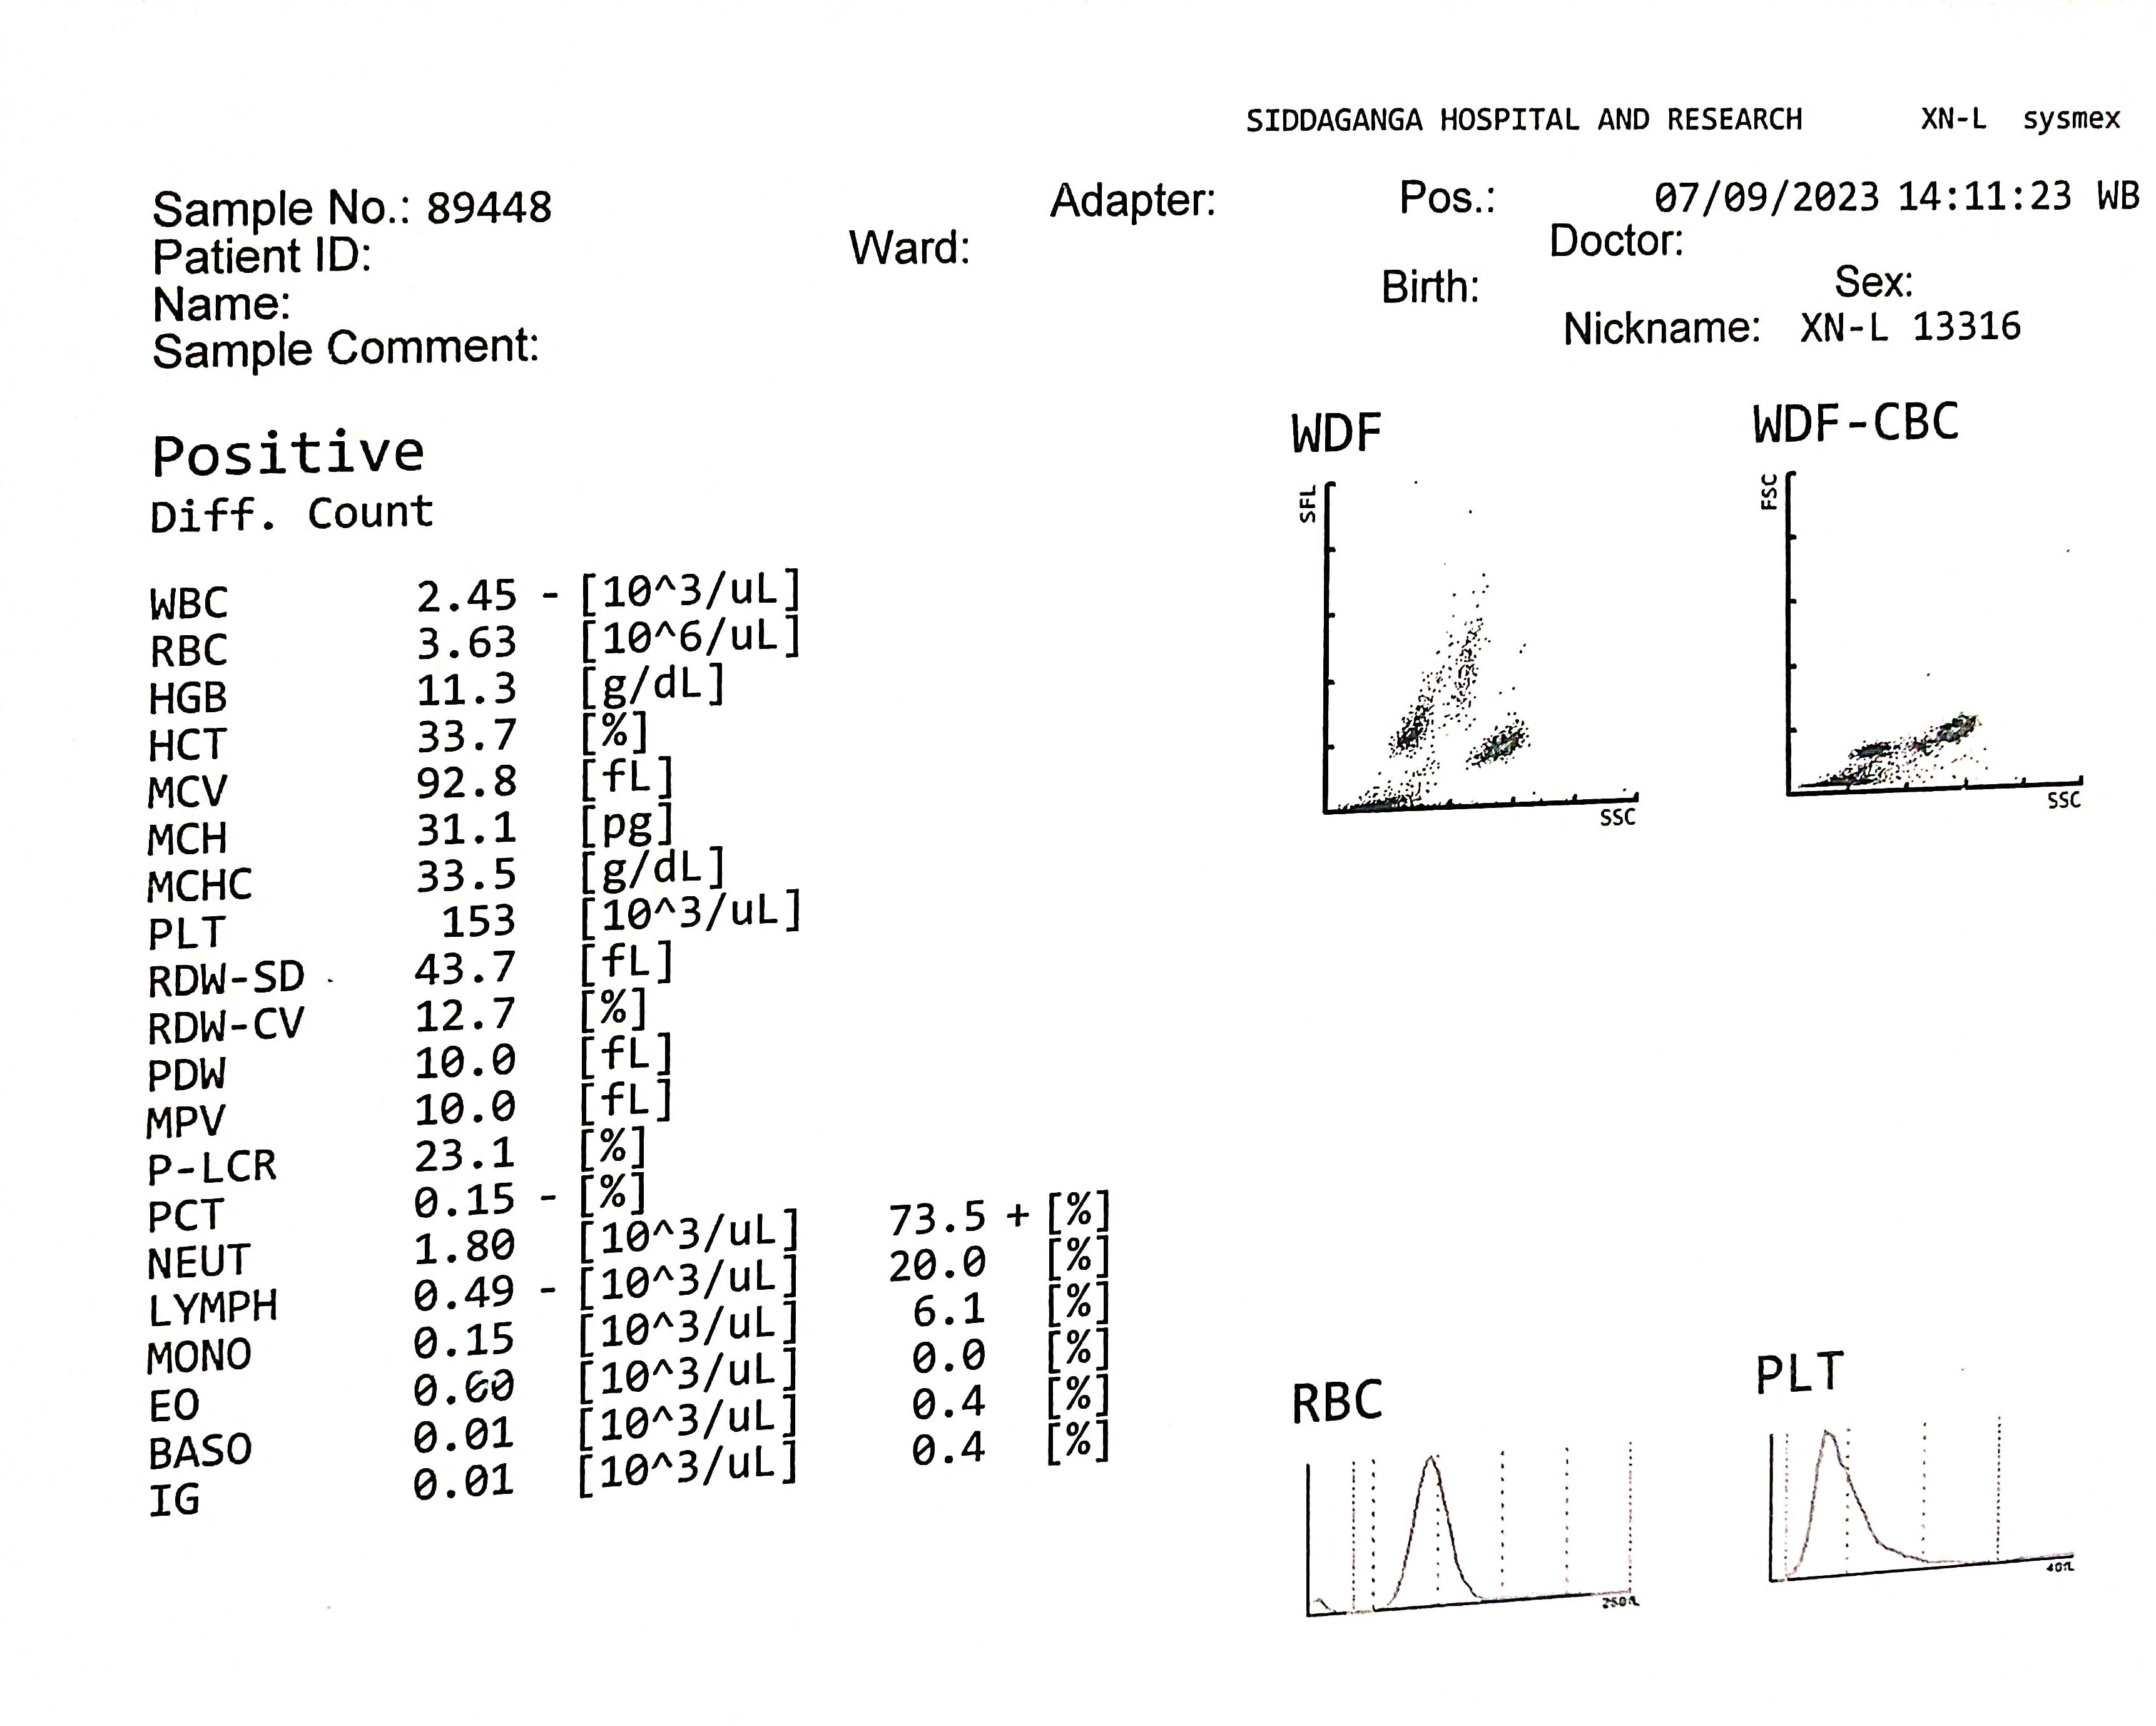 SIDDAGANGA HOSPITAL AND RESEARCH XN-L sysmex
Sample No.: 89448 Adapter: Pos.: 07/09/2023 14:11:23 WB
Patient ID: Ward: Doctor:
Name: Birth: Sex:
Sample Comment: Nickname: XN-L 13316
Positive
Diff. Count
WDF
SFL
SSC
WDF-CBC
FSC
SSC
WBC 2.45 - [10^3/uL]
RBC 3.63 [10^6/uL]
HGB 11.3 [g/dL]
HCT 33.7 [%]
MCV 92.8 [fL]
MCH 31.1 [pg]
MCHC 33.5 [g/dL]
PLT 153 [10^3/uL]
RDW-SD 43.7 [fL]
RDW-CV 12.7 [%]
PDW 10.0 [fL]
MPV 10.0 [fL]
P-LCR 23.1 [%]
PCT 0.15 - [%]
NEUT 1.80 [10^3/uL] 73.5 + [%]
LYMPH 0.49 - [10^3/uL] 20.0 [%]
MONO 0.15 [10^3/uL] 6.1 [%]
EO [10^3/uL] 0.0 [%]
BASO 0.01 [10^3/uL] 0.4 [%]
IG 0.01 [10^3/uL] 0.4 [%]
RBC
250fL
PLT
40fL